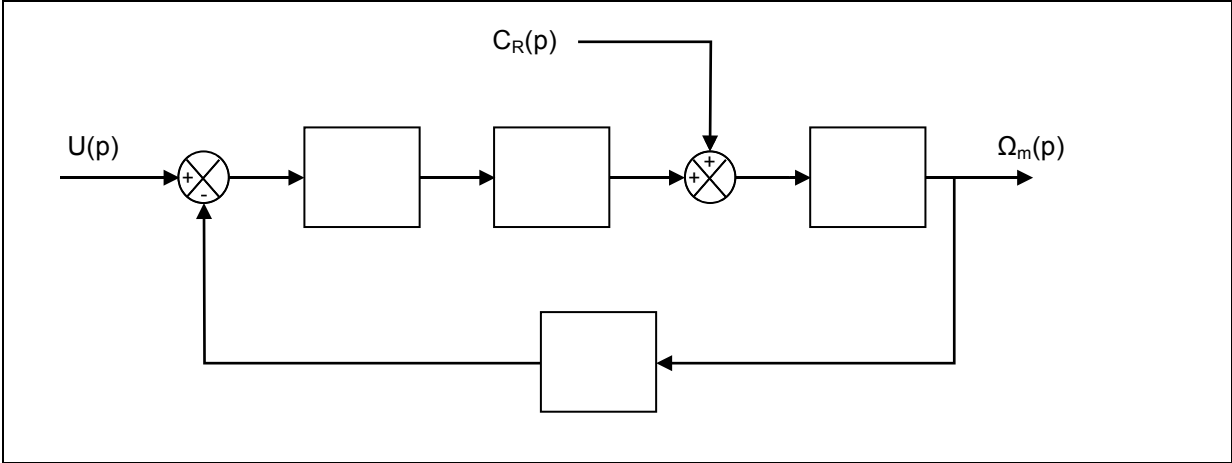 C_R(p)
U(p)
Ω_m(p)
+
-
+
+